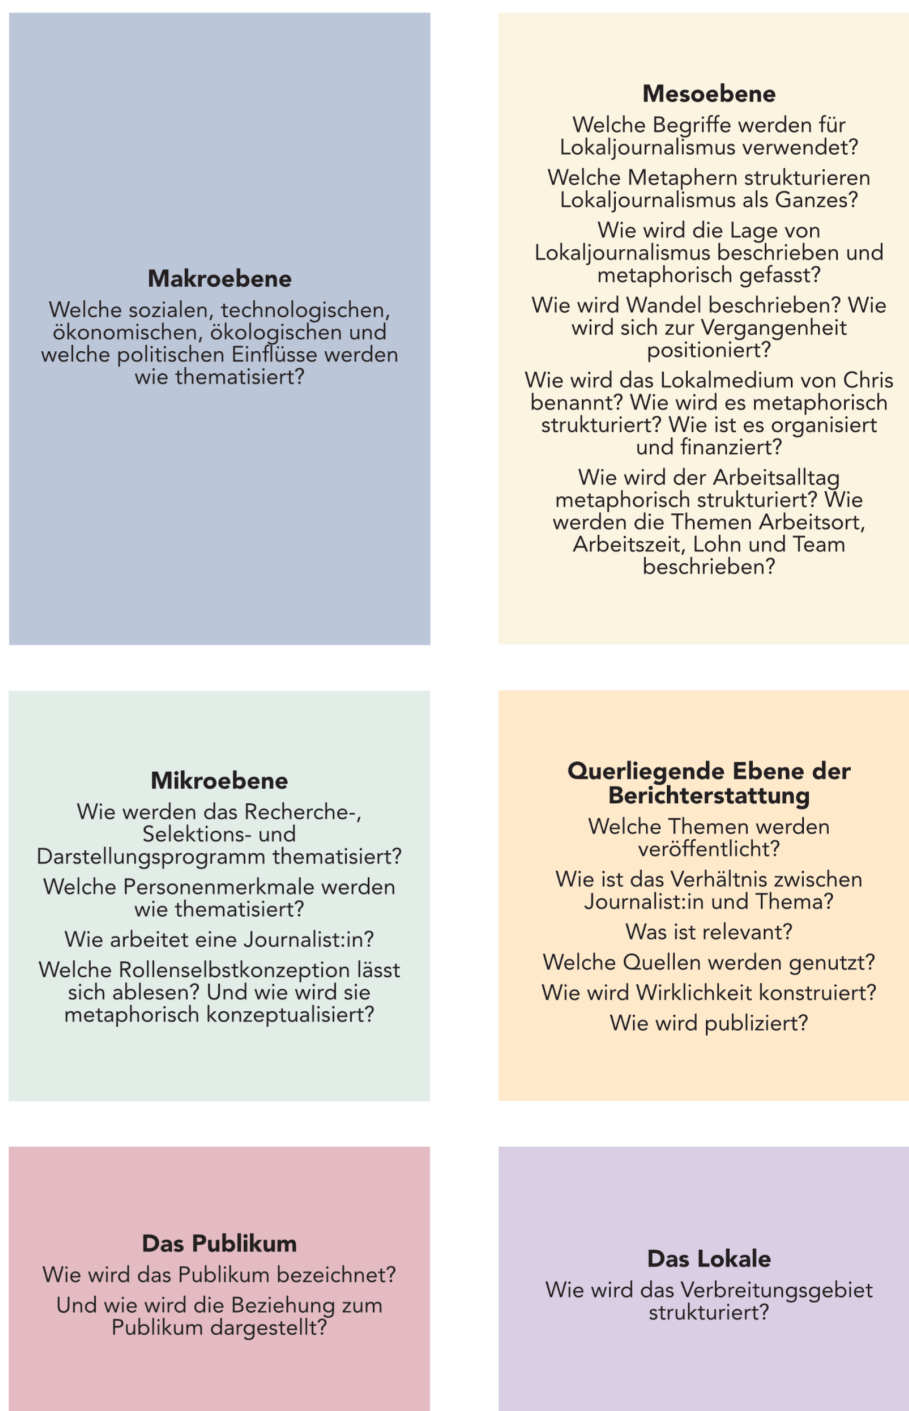 Makroebene
Welche sozialen, technologischen,
ökonomischen, ökologischen und
welche politischen Einflüsse werden
wie thematisiert?
Mesoebene
Welche Begriffe werden für
Lokaljournalismus verwendet?
Welche Metaphern strukturieren
Lokaljournalismus als Ganzes?
Wie wird die Lage von
Lokaljournalismus beschrieben und
metaphorisch gefasst?
Wie wird Wandel beschrieben? Wie
wird sich zur Vergangenheit
positioniert?
Wie wird das Lokalmedium von Chris
benannt? Wie wird es metaphorisch
strukturiert? Wie ist es organisiert
und finanziert?
Wie wird der Arbeitsalltag
metaphorisch strukturiert? Wie
werden die Themen Arbeitsort,
Arbeitszeit, Lohn und Team
beschrieben?
Mikroebene
Wie werden das Recherche-,
Selektions- und
Darstellungsprogramm thematisiert?
Welche Personenmerkmale werden
wie thematisiert?
Wie arbeitet eine Journalist:in?
Welche Rollenselbstkonzeption lässt
sich ablesen? Und wie wird sie
metaphorisch konzeptualisiert?
Querliegende Ebene der
Berichterstattung
Welche Themen werden
veröffentlicht?
Wie ist das Verhältnis zwischen
Journalist:in und Thema?
Was ist relevant?
Welche Quellen werden genutzt?
Wie wird Wirklichkeit konstruiert?
Wie wird publiziert?
Das Publikum
Wie wird das Publikum bezeichnet?
Und wie wird die Beziehung zum
Publikum dargestellt?
Das Lokale
Wie wird das Verbreitungsgebiet
strukturiert?